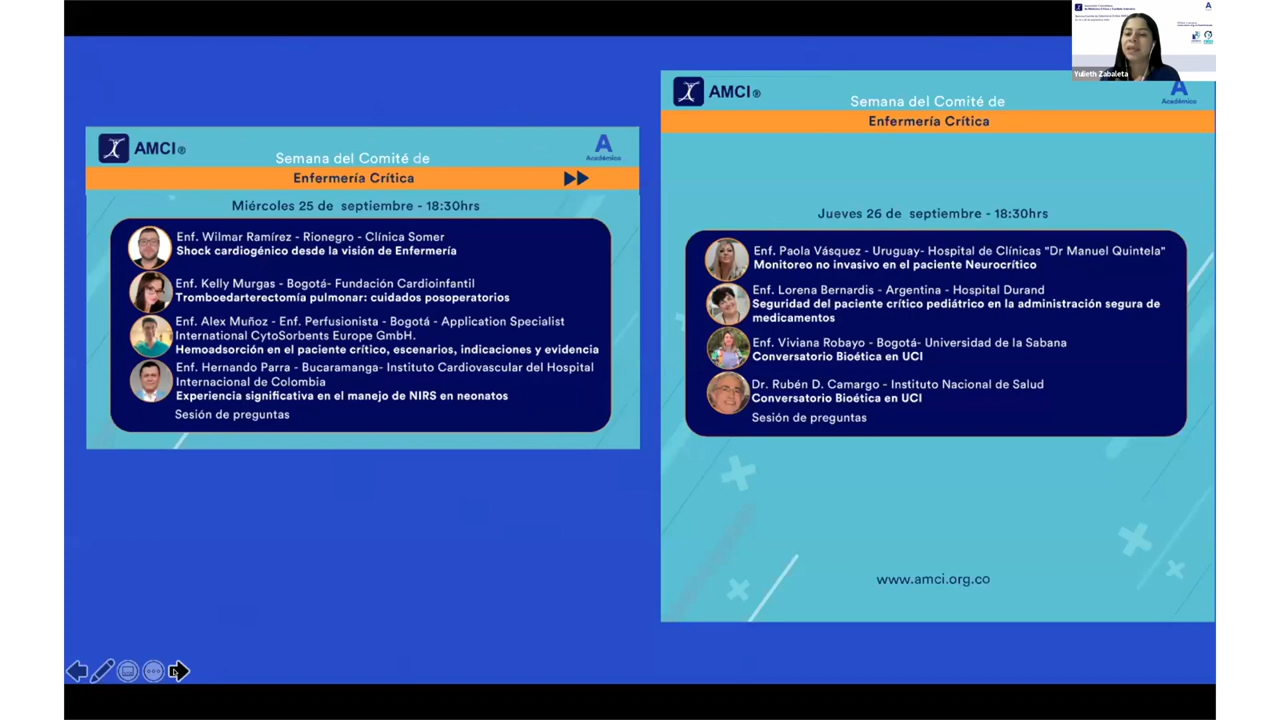 AMCI®
Semana del Comité de
Académico
Enfermería Crítica
Miércoles 25 de septiembre - 18:30hrs
Enf. Wilmar Ramírez - Rionegro - Clínica Somer
Shock cardiogénico desde la visión de Enfermería
Enf. Kelly Murgas - Bogotá- Fundación Cardioinfantil
Tromboedarterectomía pulmonar: cuidados posoperatorios
Enf. Alex Muñoz - Enf. Perfusionista - Bogotá - Application Specialist
International CytoSorbents Europe GmbH.
Hemoadsorción en el paciente crítico, escenarios, indicaciones y evidencia
Enf. Hernando Parra - Bucaramanga- Instituto Cardiovascular del Hospital
Internacional de Colombia
Experiencia significativa en el manejo de NIRS en neonatos
Sesión de preguntas
AMCI®
Semana del Comité de
Académico
Enfermería Crítica
Jueves 26 de septiembre - 18:30hrs
Enf. Paola Vásquez - Uruguay- Hospital de Clínicas "Dr Manuel Quintela"
Monitoreo no invasivo en el paciente Neurocrítico
Enf. Lorena Bernardis - Argentina - Hospital Durand
Seguridad del paciente crítico pediátrico en la administración segura de
medicamentos
Enf. Viviana Robayo - Bogotá- Universidad de la Sabana
Conversatorio Bioética en UCI
Dr. Rubén D. Camargo - Instituto Nacional de Salud
Conversatorio Bioética en UCI
Sesión de preguntas
www.amci.org.co
Yulieth Zabaleta